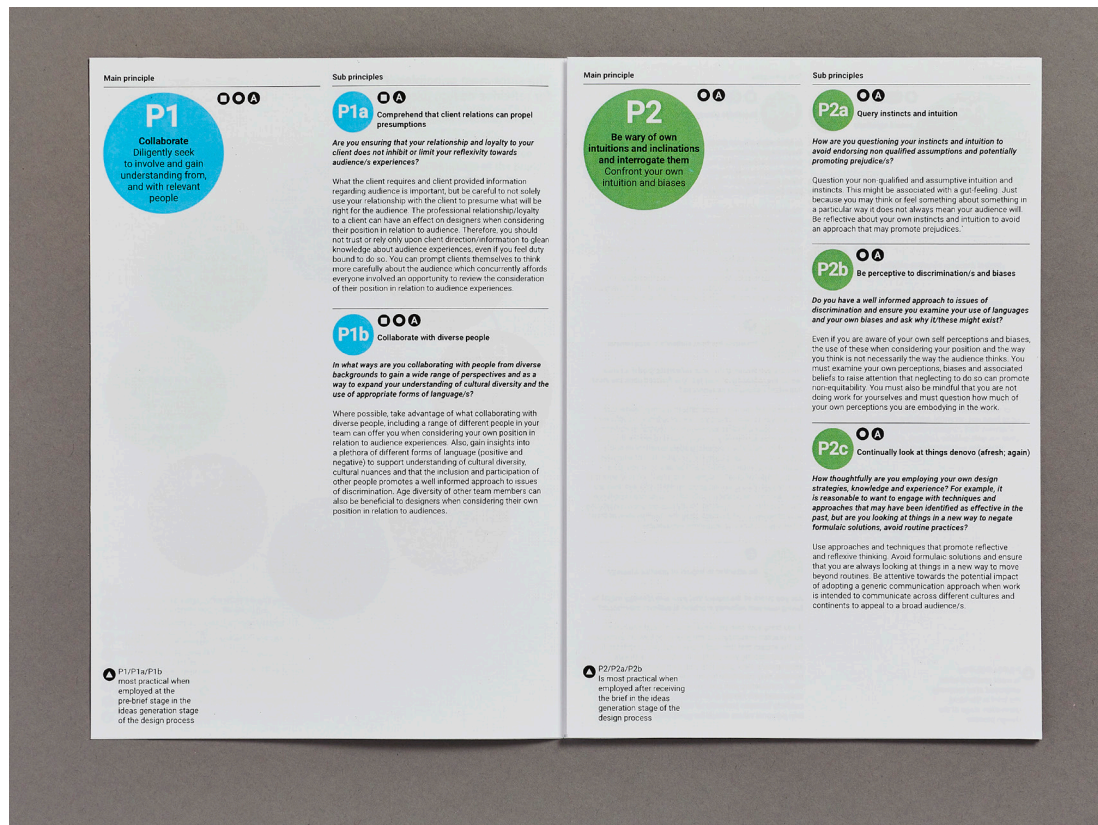 Main principle
P1
Collaborate
Diligently seek
to involve and gain
understanding from,
and with relevant
people
A
P1/P1a/P1b
most practical when
employed at the
pre-brief stage in the
ideas generation stage
of the design process
Sub principles
P1a
A
Comprehend that client relations can propel
presumptions
Are you ensuring that your relationship and loyalty to your
client does not inhibit or limit your reflexivity towards
audience/s experiences?
What the client requires and client provided information
regarding audience is important, but be careful to not solely
use your relationship with the client to presume what will be
right for the audience. The professional relationship/loyalty
to a client can have an effect on designers when considering
their position in relation to audience. Therefore, you should
not trust or rely only upon client direction/information to glean
knowledge about audience experiences, even if you feel duty
bound to do so. You can prompt clients themselves to think
more carefully about the audience which concurrently affords
everyone involved an opportunity to review the consideration
of their position in relation to audience experiences.
P1b
A
Collaborate with diverse people
In what ways are you collaborating with people from diverse
backgrounds to gain a wide range of perspectives and as a
way to expand your understanding of cultural diversity and the
use of appropriate forms of language/s?
Where possible, take advantage of what collaborating with
diverse people, including a range of different people in your
team can offer you when considering your own position in
relation to audience experiences. Also, gain insights into
a plethora of different forms of language (positive and
negative) to support understanding of cultural diversity,
cultural nuances and that the inclusion and participation of
other people promotes a well informed approach to issues
of discrimination. Age diversity of other team members can
also be beneficial to designers when considering their own
position in relation to audiences.
Main principle
P2
Be wary of own
intuitions and inclinations
and interrogate them
Confront your own
intuition and biases
A
P2/P2a/P2b
Is most practical when
employed after receiving
the brief in the ideas
generation stage of the
design process
Sub principles
P2a
A
Query instincts and intuition
How are you questioning your instincts and intuition to
avoid endorsing non qualified assumptions and potentially
promoting prejudice/s?
Question your non-qualified and assumptive intuition and
instincts. This might be associated with a gut-feeling. Just
because you may think or feel something about something in
a particular way it does not always mean your audience will.
Be reflective about your own instincts and intuition to avoid
an approach that may promote prejudices.
P2b
A
Be perceptive to discrimination/s and biases
Do you have a well informed approach to issues of
discrimination and ensure you examine your use of languages
and your own biases and ask why it/these might exist?
Even if you are aware of your own self perceptions and biases,
the use of these when considering your position and the way
you think is not necessarily the way the audience thinks. You
must examine your own perceptions, biases and associated
beliefs to raise attention that neglecting to do so can promote
non-equitability. You must also be mindful that you are not
doing work for yourselves and must question how much of
your own perceptions you are embodying in the work.
P2c
A
Continually look at things denovo (afresh; again)
How thoughtfully are you employing your own design
strategies, knowledge and experience? For example, it
is reasonable to want to engage with techniques and
approaches that may have been identified as effective in the
past, but are you looking at things in a new way to negate
formulaic solutions, avoid routine practices?
Use approaches and techniques that promote reflective
and reflexive thinking. Avoid formulaic solutions and ensure
that you are always looking at things in a new way to move
beyond routines. Be attentive towards the potential impact
of adopting a generic communication approach when work
is intended to communicate across different cultures and
continents to appeal to a broad audience/s.